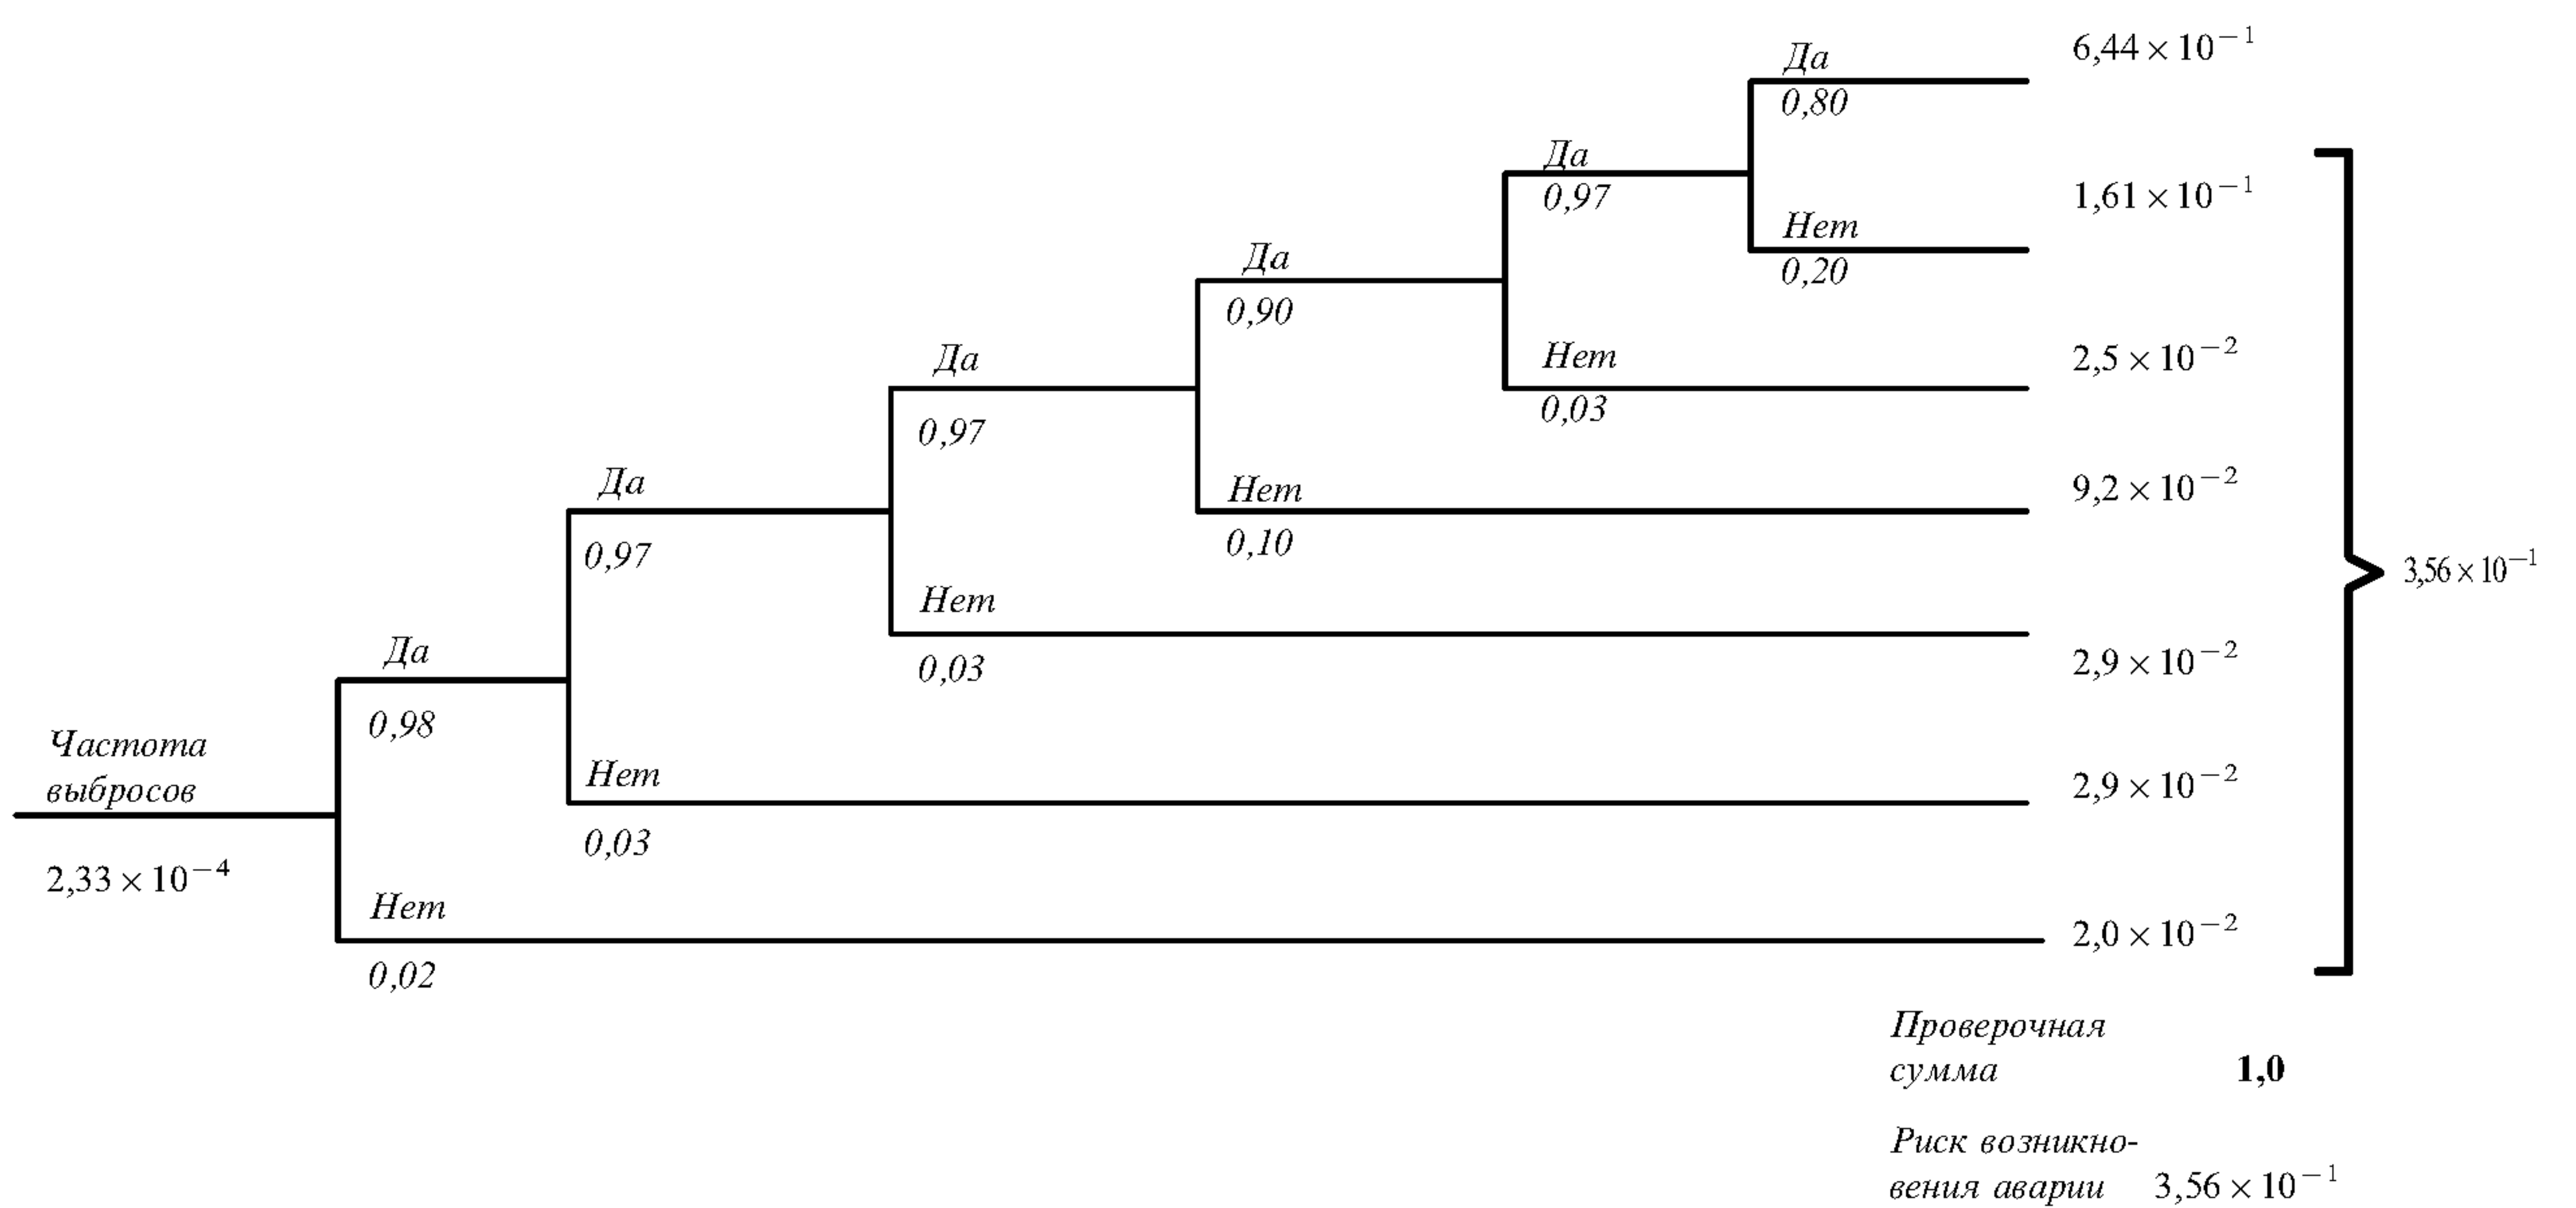 Да
6,44 × 10⁻¹
0,80
Да
0,97
1,61 × 10⁻¹
Нет
0,20
Да
0,90
Нет
0,03
2,5 × 10⁻²
Да
0,97
Нет
0,10
9,2 × 10⁻²
3,56 × 10⁻¹
Да
0,97
Нет
0,03
2,9 × 10⁻²
Да
0,98
Нет
0,03
2,9 × 10⁻²
Частота
выбросов
2,33 × 10⁻⁴
Нет
0,02
2,0 × 10⁻²
Проверочная
сумма 1,0
Риск возникно-
вения аварии 3,56 × 10⁻¹